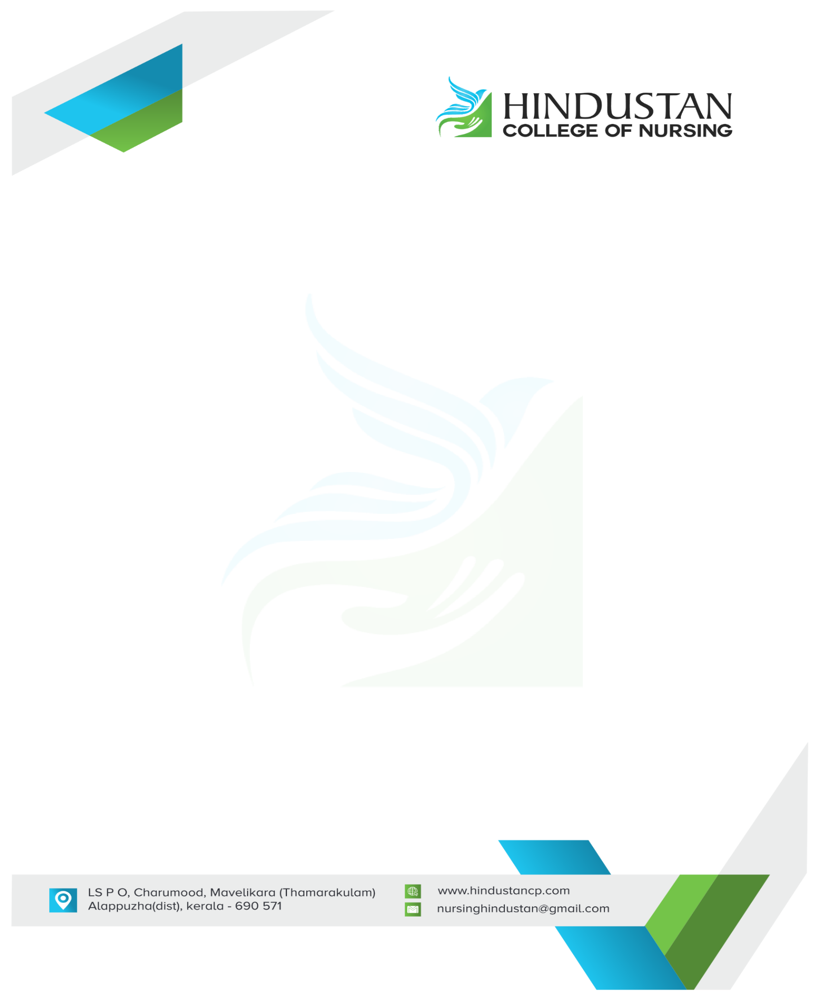 HINDUSTAN
COLLEGE OF NURSING
LS P O, Charumood, Mavelikara (Thamarakulam)
Alappuzha(dist), kerala - 690 571
www.hindustancp.com
nursinghindustan@gmail.com